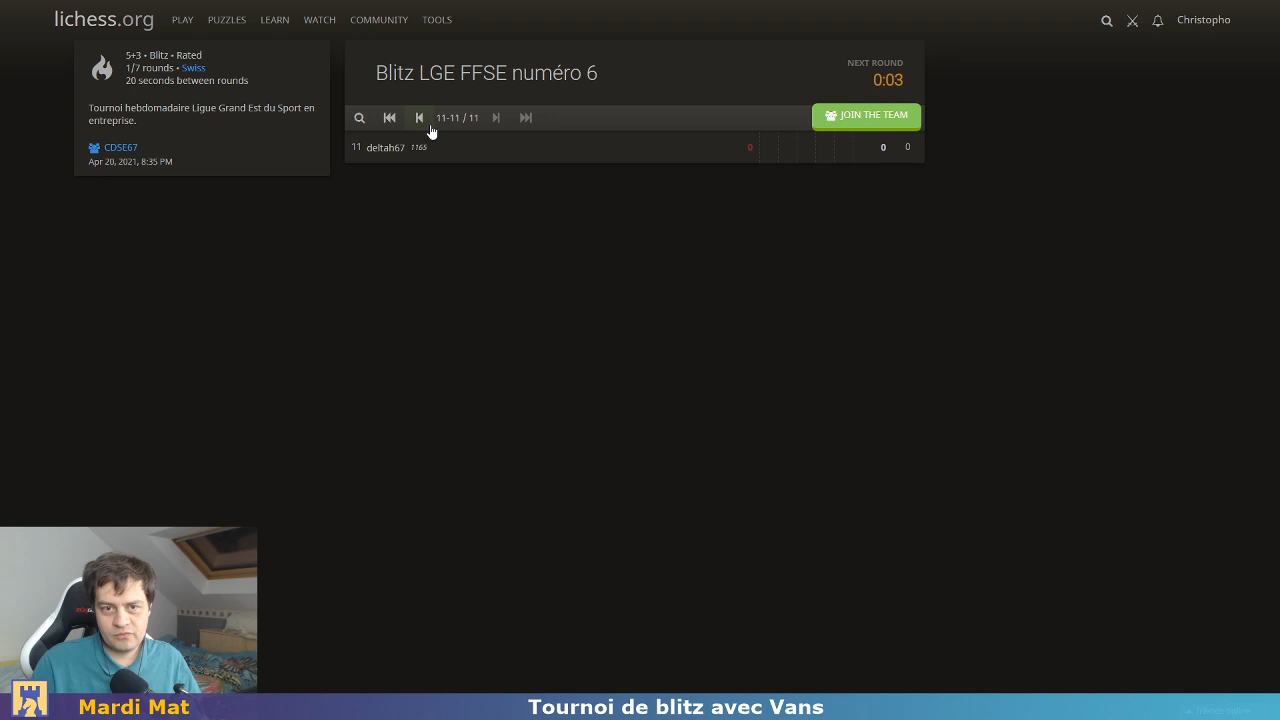 lichess.org PLAY PUZZLES LEARN WATCH COMMUNITY TOOLS Christopho
5+3 • Blitz • Rated
1/7 rounds • Swiss
20 seconds between rounds
Tournoi hebdomadaire Ligue Grand Est du Sport en
entreprise.
CDSE67
Apr 20, 2021, 8:35 PM
Blitz LGE FFSE numéro 6
NEXT ROUND
0:03
11-11 / 11
JOIN THE TEAM
11 deltah67 1165 0 0 0
Mardi Mat
Tournoi de blitz avec Vans